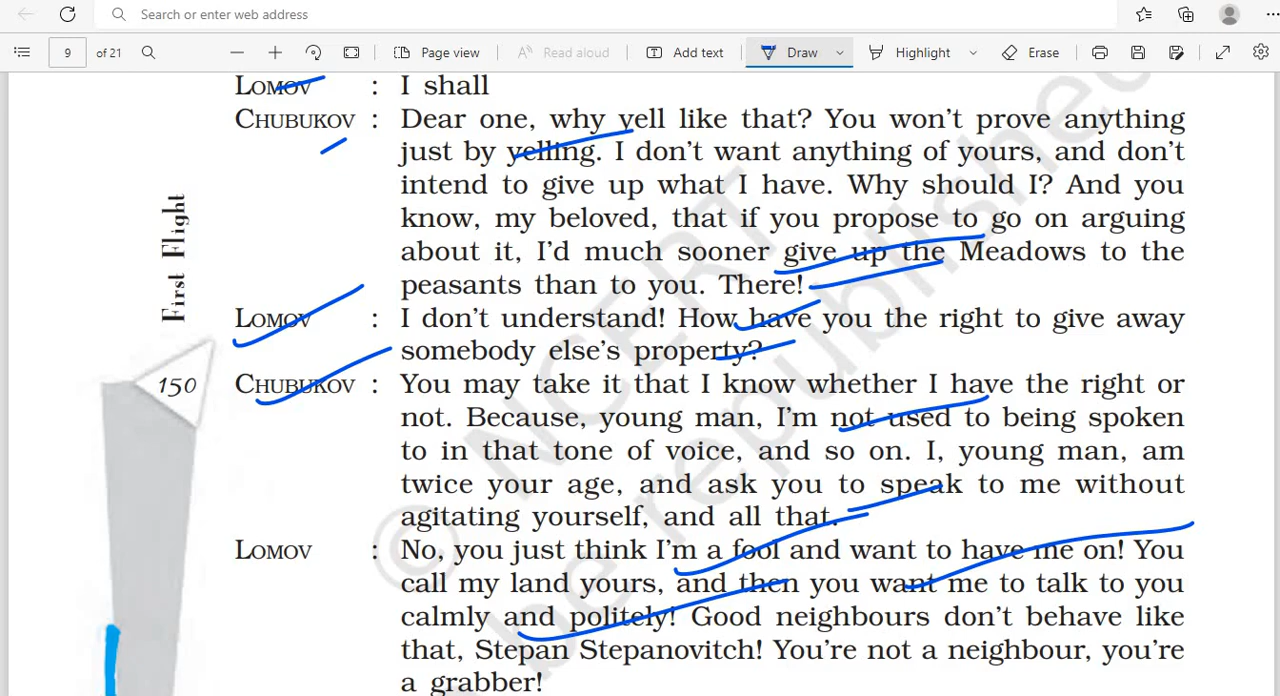 Search or enter web address
9 of 21 Page view Read aloud Add text Draw Highlight Erase
LOMOV : I shall
CHUBUKOV : Dear one, why yell like that? You won't prove anything
just by yelling. I don't want anything of yours, and don't
intend to give up what I have. Why should I? And you
know, my beloved, that if you propose to go on arguing
about it, I'd much sooner give up the Meadows to the
peasants than to you. There!
LOMOV : I don't understand! How have you the right to give away
somebody else's property?
CHUBUKOV : You may take it that I know whether I have the right or
not. Because, young man, I'm not used to being spoken
to in that tone of voice, and so on. I, young man, am
twice your age, and ask you to speak to me without
agitating yourself, and all that.
LOMOV : No, you just think I'm a fool and want to have me on! You
call my land yours, and then you want me to talk to you
calmly and politely! Good neighbours don't behave like
that, Stepan Stepanovitch! You're not a neighbour, you're
a grabber!
First Flight
150
© NCERT
be republished